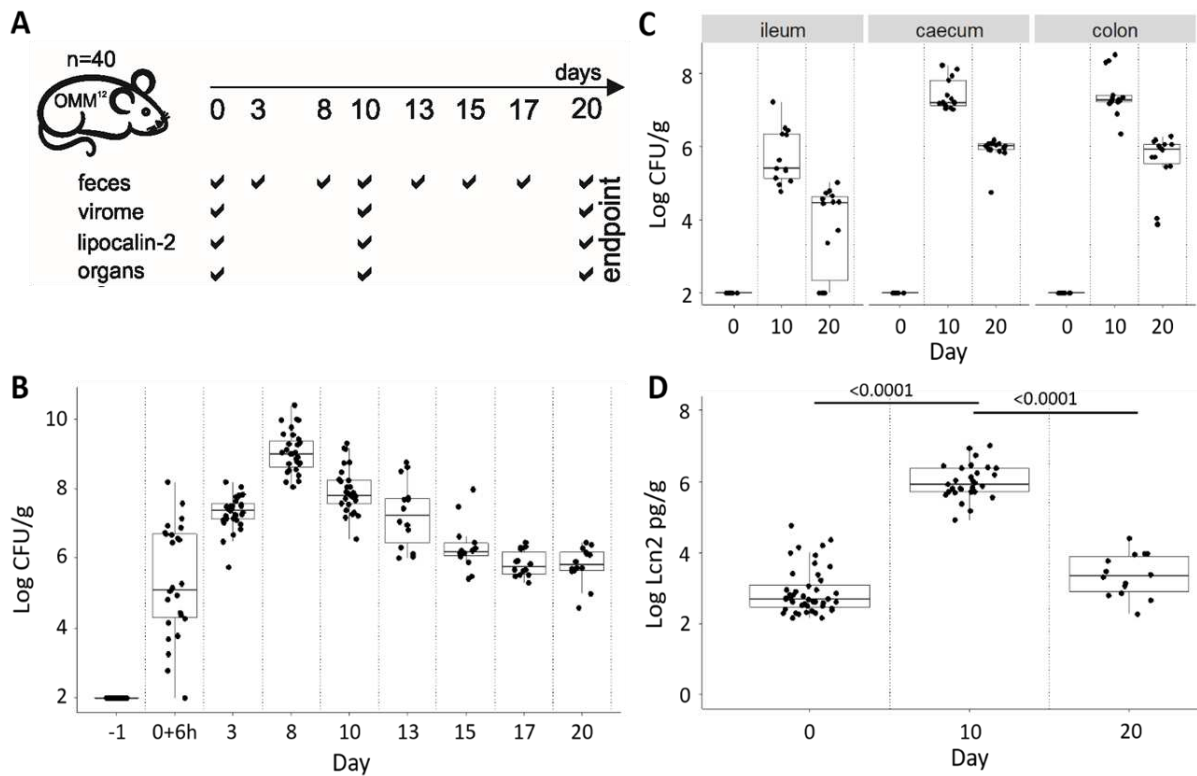 A
n=40
OMM¹²
days
0 3 8 10 13 15 17 20
feces
virome
lipocalin-2
organs
endpoint
B
Log CFU/g
10
8
6
4
2
-1 0+6h 3 8 10 13 15 17 20
Day
C
ileum caecum colon
Log CFU/g
8
6
4
2
0 10 20 0 10 20 0 10 20
Day
D
<0.0001 <0.0001
Log Lcn2 pg/g
8
6
4
2
0
0 10 20
Day